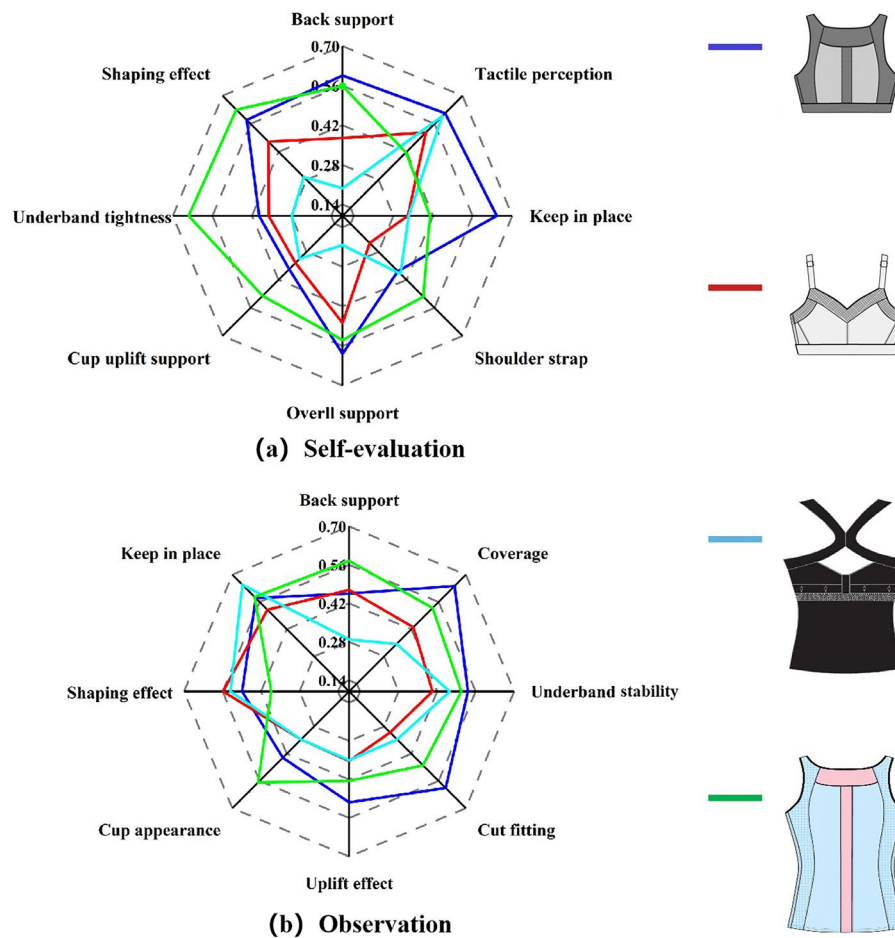 Back support
0.70
Shaping effect
Tactile perception
0.56
0.42
0.28
0.14
Underband tightness
Keep in place
Cup uplift support
Shoulder strap
Overll support
(a) Self-evaluation
Back support
0.70
Keep in place
Coverage
0.56
0.42
0.28
0.14
Shaping effect
Underband stability
Cup appearance
Cut fitting
Uplift effect
(b) Observation